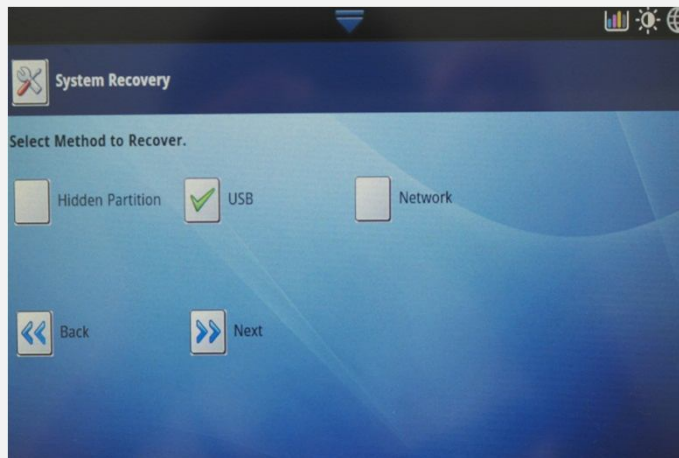 System Recovery
Select Method to Recover.
Hidden Partition
USB
Network
Back
Next